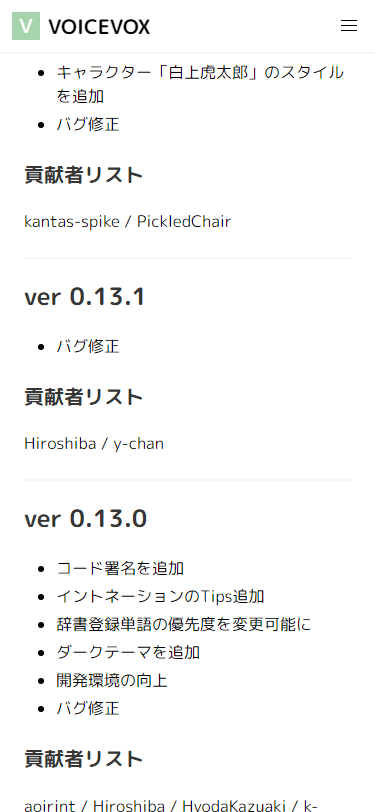 V VOICEVOX
キャラクター「白上虎太郎」のスタイル
を追加
バグ修正
貢献者リスト
kantas-spike / PickledChair
ver 0.13.1
バグ修正
貢献者リスト
Hiroshiba / y-chan
ver 0.13.0
コード署名を追加
イントネーションのTips追加
辞書登録単語の優先度を変更可能に
ダークテーマを追加
開発環境の向上
バグ修正
貢献者リスト
aoirint / Hiroshiba / HyodaKazuaki / k-